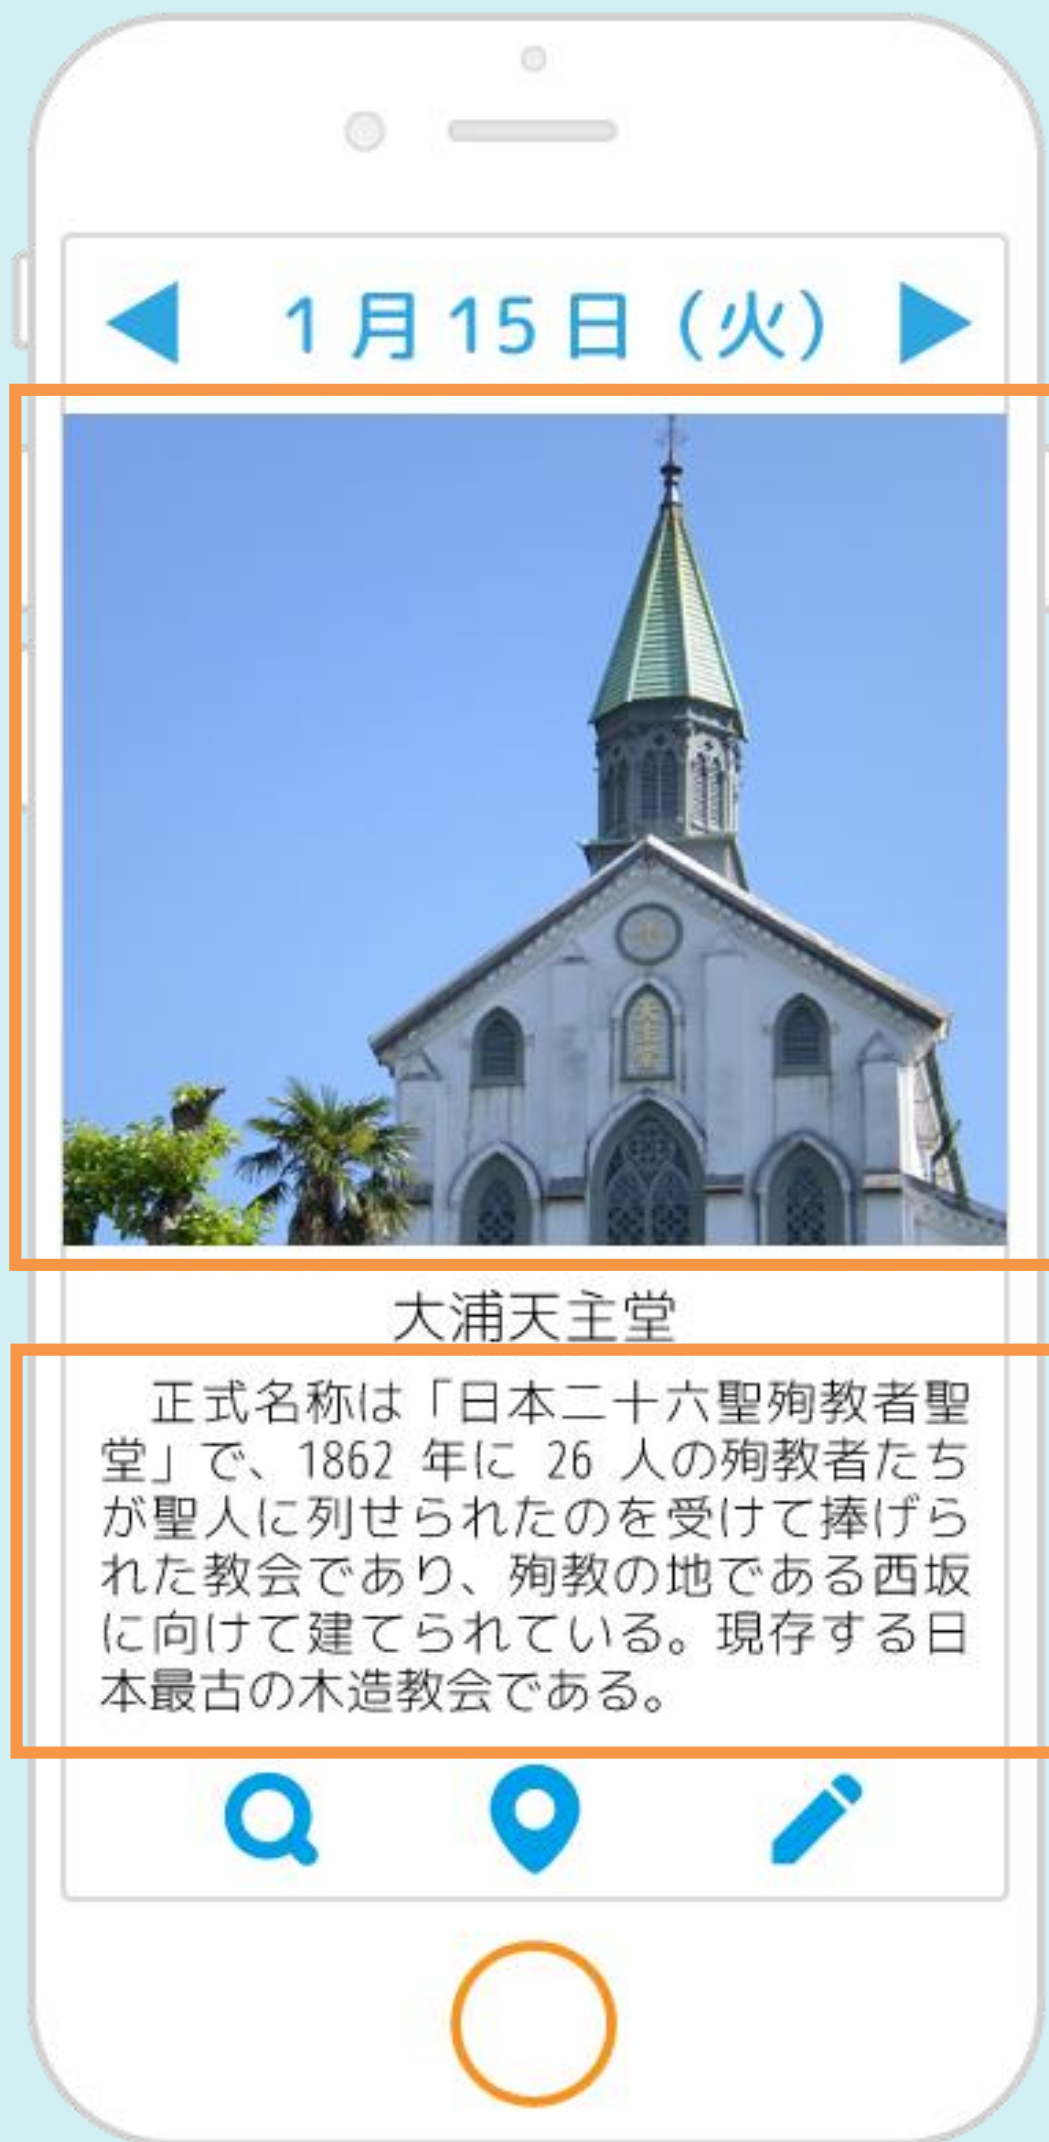 1月15日（火）
天主堂
大浦天主堂
正式名称は「日本二十六聖殉教者聖
堂」で、1862 年に 26 人の殉教者たち
が聖人に列せられたのを受けて捧げら
れた教会であり、殉教の地である西坂
に向けて建てられている。現存する日
本最古の木造教会である。